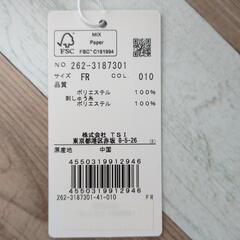 FSC
MIX
Paper
FSC™ C181994
NO. 262-3187301
サイズ FR COL. 010
品質
ポリエステル 100%
刺しゅう糸
ポリエステル 100%
株式会社 TSI
東京都港区赤坂 8-5-26
原産地 中国
4550319912946
4550319912946
262-3187301-41-010 FR